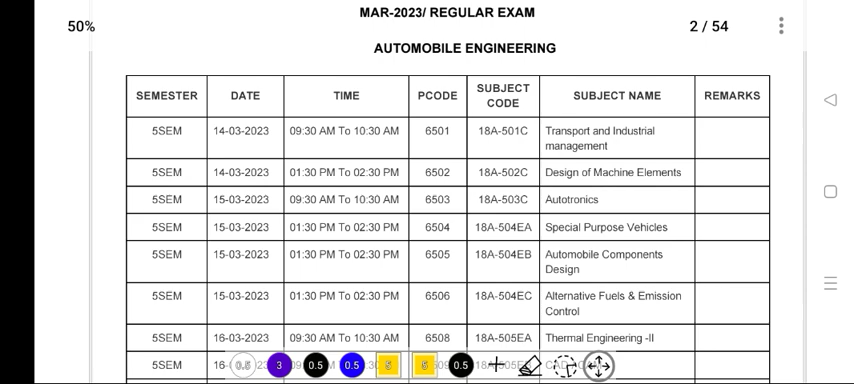 MAR-2023/ REGULAR EXAM
50%
2 / 54
AUTOMOBILE ENGINEERING
SEMESTER DATE TIME PCODE SUBJECT CODE SUBJECT NAME REMARKS
5SEM 14-03-2023 09:30 AM To 10:30 AM 6501 18A-501C Transport and Industrial
management
5SEM 14-03-2023 01:30 PM To 02:30 PM 6502 18A-502C Design of Machine Elements
5SEM 15-03-2023 09:30 AM To 10:30 AM 6503 18A-503C Autotronics
5SEM 15-03-2023 01:30 PM To 02:30 PM 6504 18A-504EA Special Purpose Vehicles
5SEM 15-03-2023 01:30 PM To 02:30 PM 6505 18A-504EB Automobile Components
Design
5SEM 15-03-2023 01:30 PM To 02:30 PM 6506 18A-504EC Alternative Fuels & Emission
Control
5SEM 16-03-2023 09:30 AM To 10:30 AM 6508 18A-505EA Thermal Engineering -II
5SEM
0.5 3 0.5 0.5 5 5 0.5